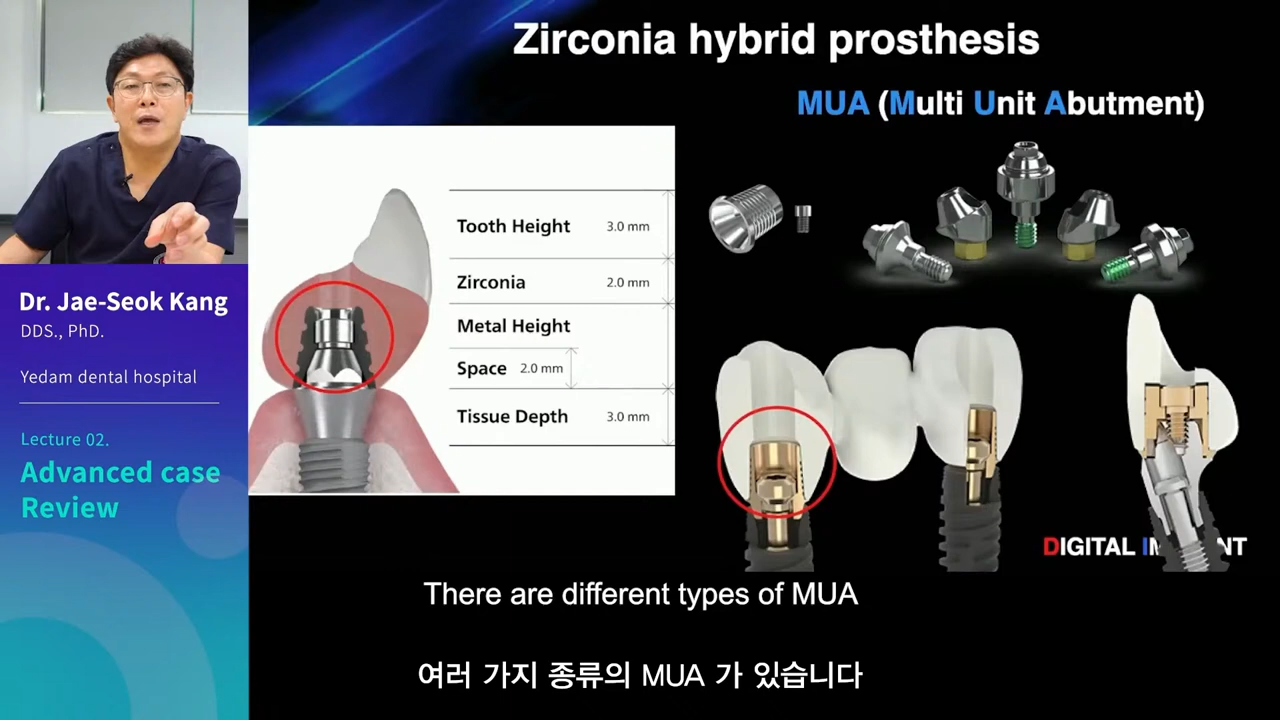 Zirconia hybrid prosthesis
MUA (Multi Unit Abutment)
Tooth Height 3.0 mm
Zirconia 2.0 mm
Metal Height
Space 2.0 mm
Tissue Depth 3.0 mm
Dr. Jae-Seok Kang
DDS., PhD.
Yedam dental hospital
Lecture 02.
Advanced case
Review
DIGITAL
There are different types of MUA
여러 가지 종류의 MUA 가 있습니다